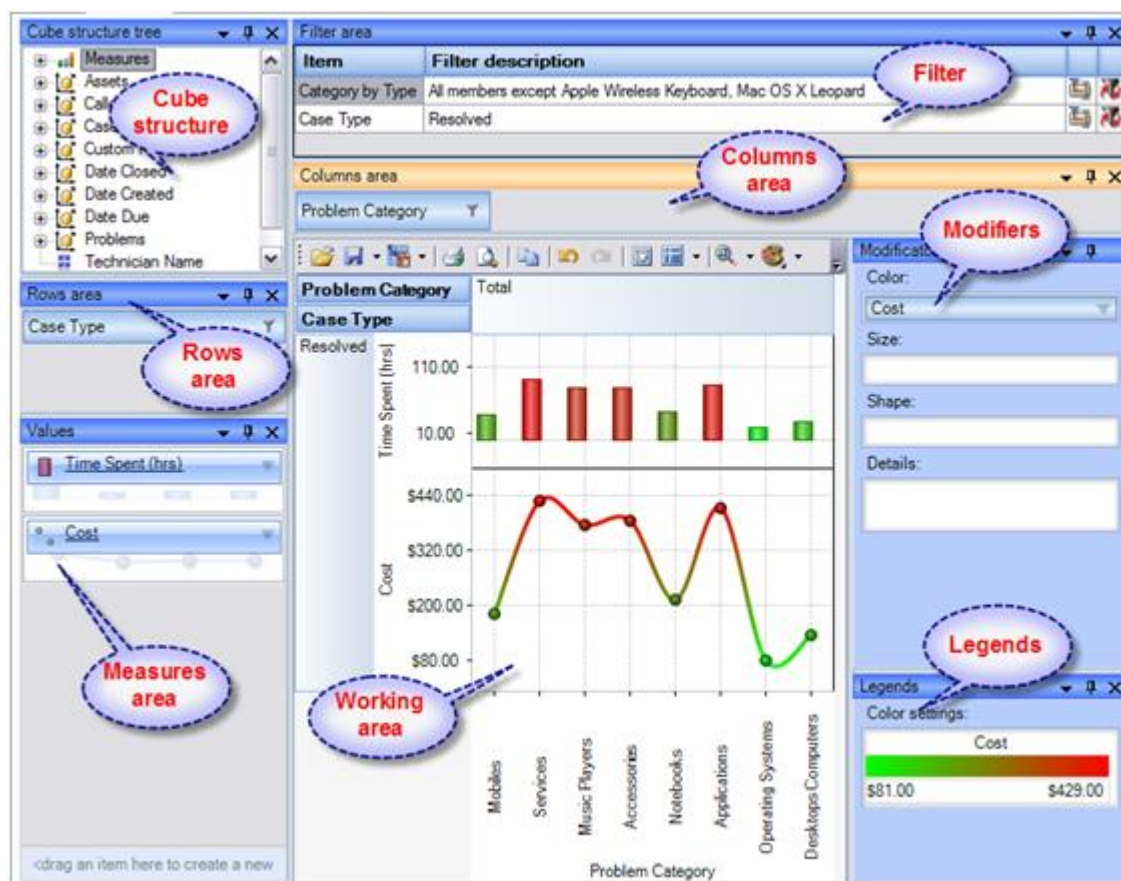 Cube structure tree
Measures
Assets
Date Closed
Date Created
Date Due
Problems
Technician Name
Cube
structure
Filter area
Item Filter description
Category by Type All members except Apple Wireless Keyboard, Mac OS X Leopard
Case Type Resolved
Filter
Columns area
Problem Category
Columns
area
Rows area
Case Type
Rows
area
Values
Time Spent (hrs)
Cost
Measures
area
<drag an item here to create a new
Problem Category Total
Case Type
Resolved
Time Spent (hrs)
110.00
10.00
Cost
$440.00
$320.00
$200.00
$80.00
Working
area
Mobiles
Services
Music Players
Accessories
Notebooks
Applications
Operating Systems
Desktops Computers
Problem Category
Modifiers
Color:
Cost
Size:
Shape:
Details:
Legends
Legends
Color settings:
Cost
$81.00 $429.00